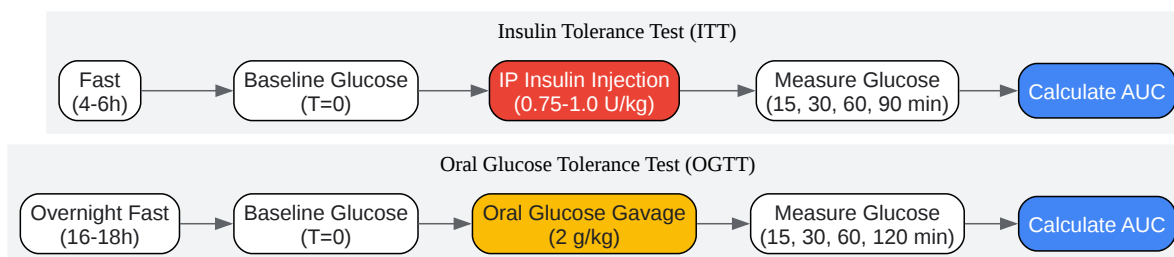 Insulin Tolerance Test (ITT)
Fast
(4-6h)
Baseline Glucose
(T=0)
IP Insulin Injection
(0.75-1.0 U/kg)
Measure Glucose
(15, 30, 60, 90 min)
Calculate AUC
Oral Glucose Tolerance Test (OGTT)
Overnight Fast
(16-18h)
Baseline Glucose
(T=0)
Oral Glucose Gavage
(2 g/kg)
Measure Glucose
(15, 30, 60, 120 min)
Calculate AUC